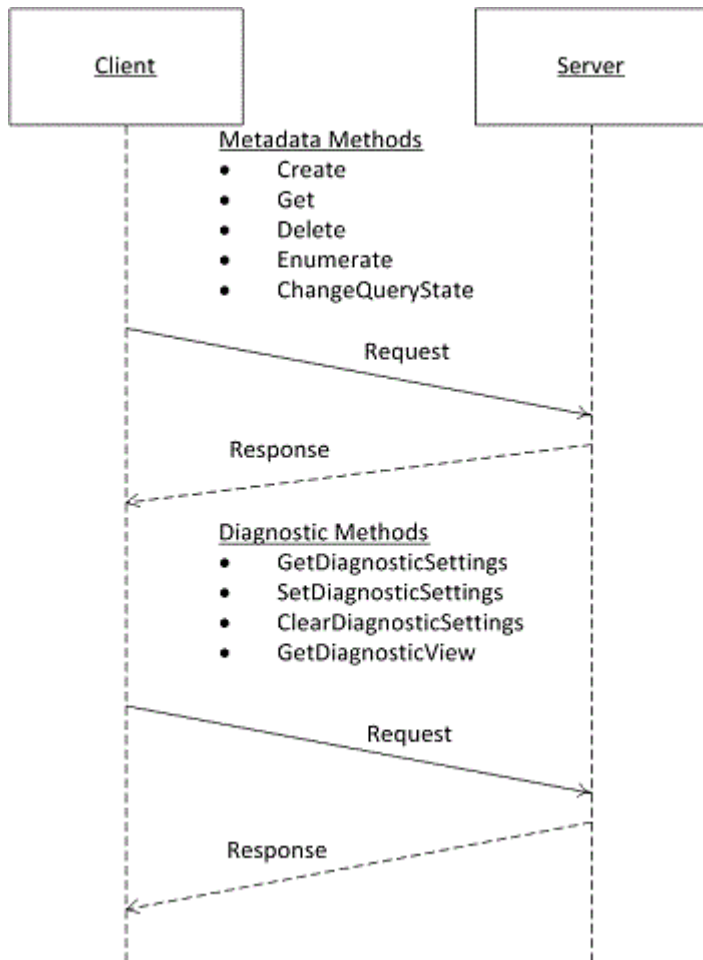 Client
Server
Metadata Methods
• Create
• Get
• Delete
• Enumerate
• ChangeQueryState
Request
Response
Diagnostic Methods
• GetDiagnosticSettings
• SetDiagnosticSettings
• ClearDiagnosticSettings
• GetDiagnosticView
Request
Response